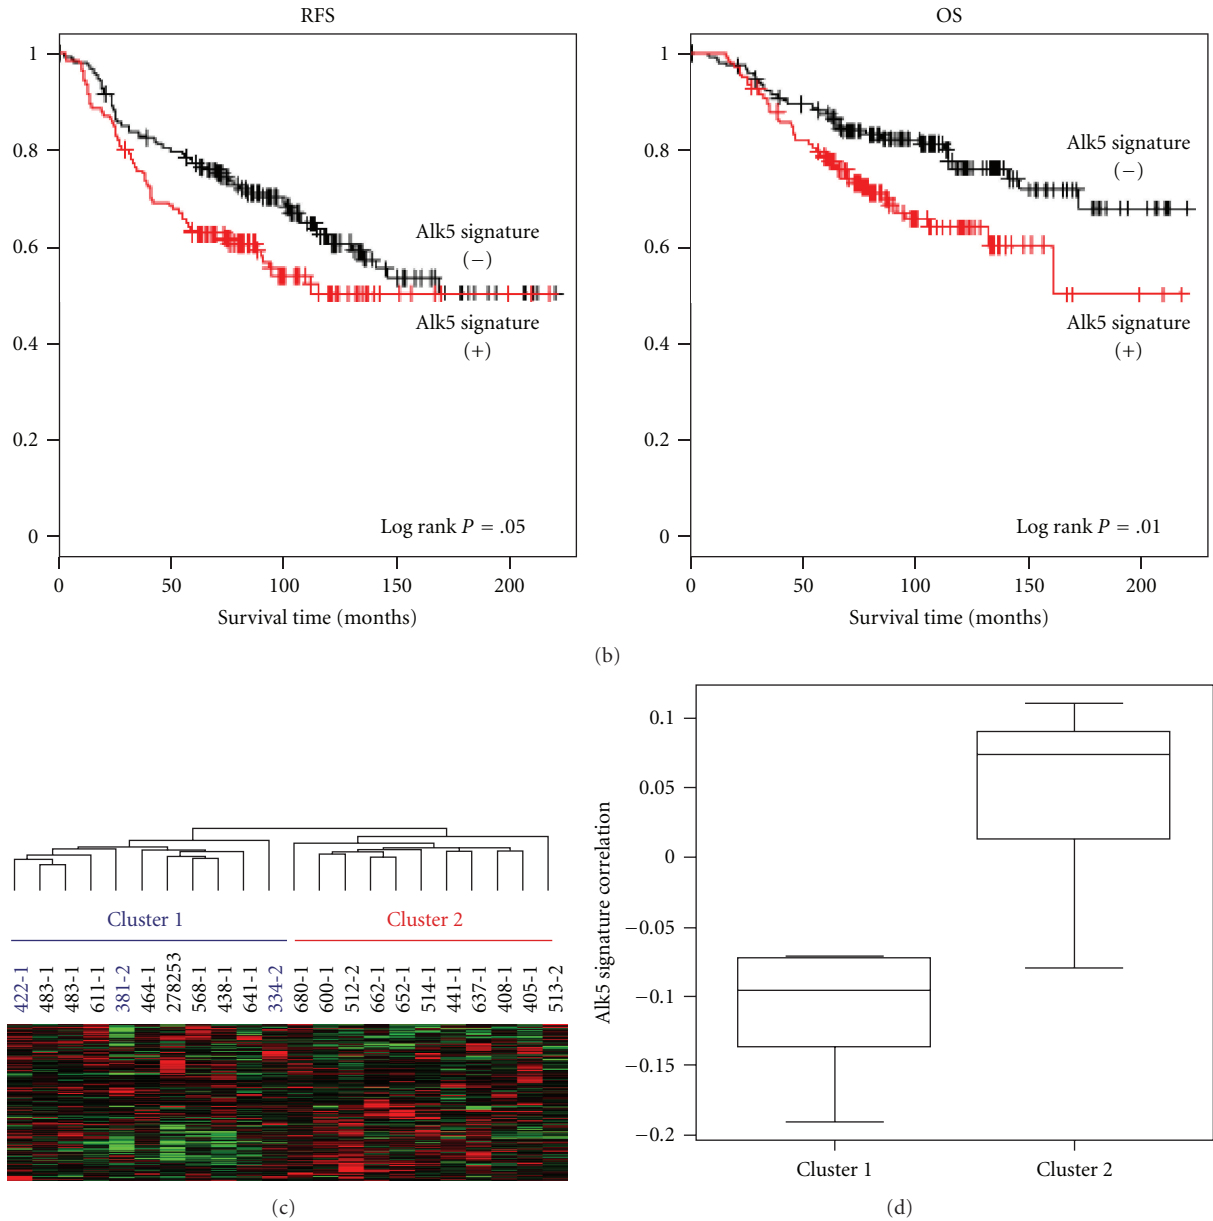 RFS
1
0.8
0.6
0.4
0.2
0
Alk5 signature
(−)
Alk5 signature
(+)
Log rank P = .05
0 50 100 150 200
Survival time (months)
OS
1
0.8
0.6
0.4
0.2
0
Alk5 signature
(−)
Alk5 signature
(+)
Log rank P = .01
0 50 100 150 200
Survival time (months)
(b)
Cluster 1
Cluster 2
422-1
483-1
483-1
611-1
381-2
464-1
278253
568-1
438-1
641-1
334-2
680-1
600-1
512-2
662-1
652-1
514-1
441-1
637-1
408-1
405-1
513-2
(c)
Alk5 signature correlation
0.1
0.05
0
−0.05
−0.1
−0.15
−0.2
Cluster 1 Cluster 2
(d)